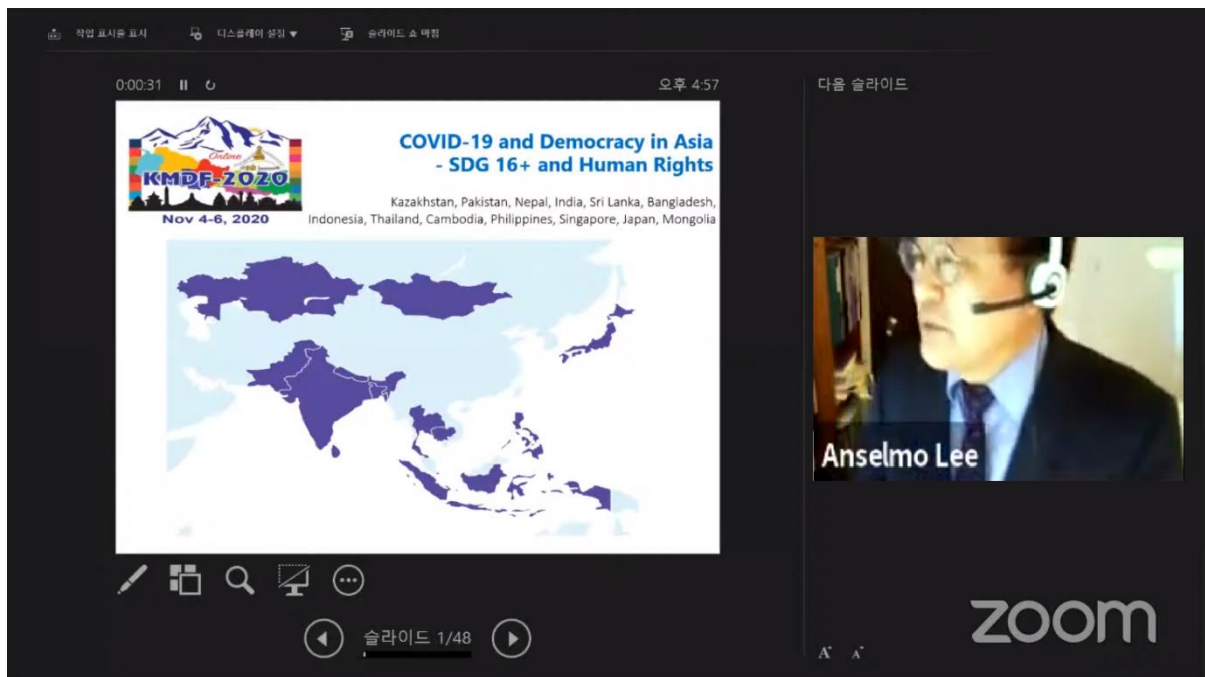 작업 표시줄 표시
디스플레이 설정 ▼
슬라이드 쇼 마침
0:00:31
오후 4:57
다음 슬라이드
Online
KMDF-2020
Nov 4-6, 2020
COVID-19 and Democracy in Asia
- SDG 16+ and Human Rights
Kazakhstan, Pakistan, Nepal, India, Sri Lanka, Bangladesh,
Indonesia, Thailand, Cambodia, Philippines, Singapore, Japan, Mongolia
Anselmo Lee
슬라이드 1/48
zoom
A A